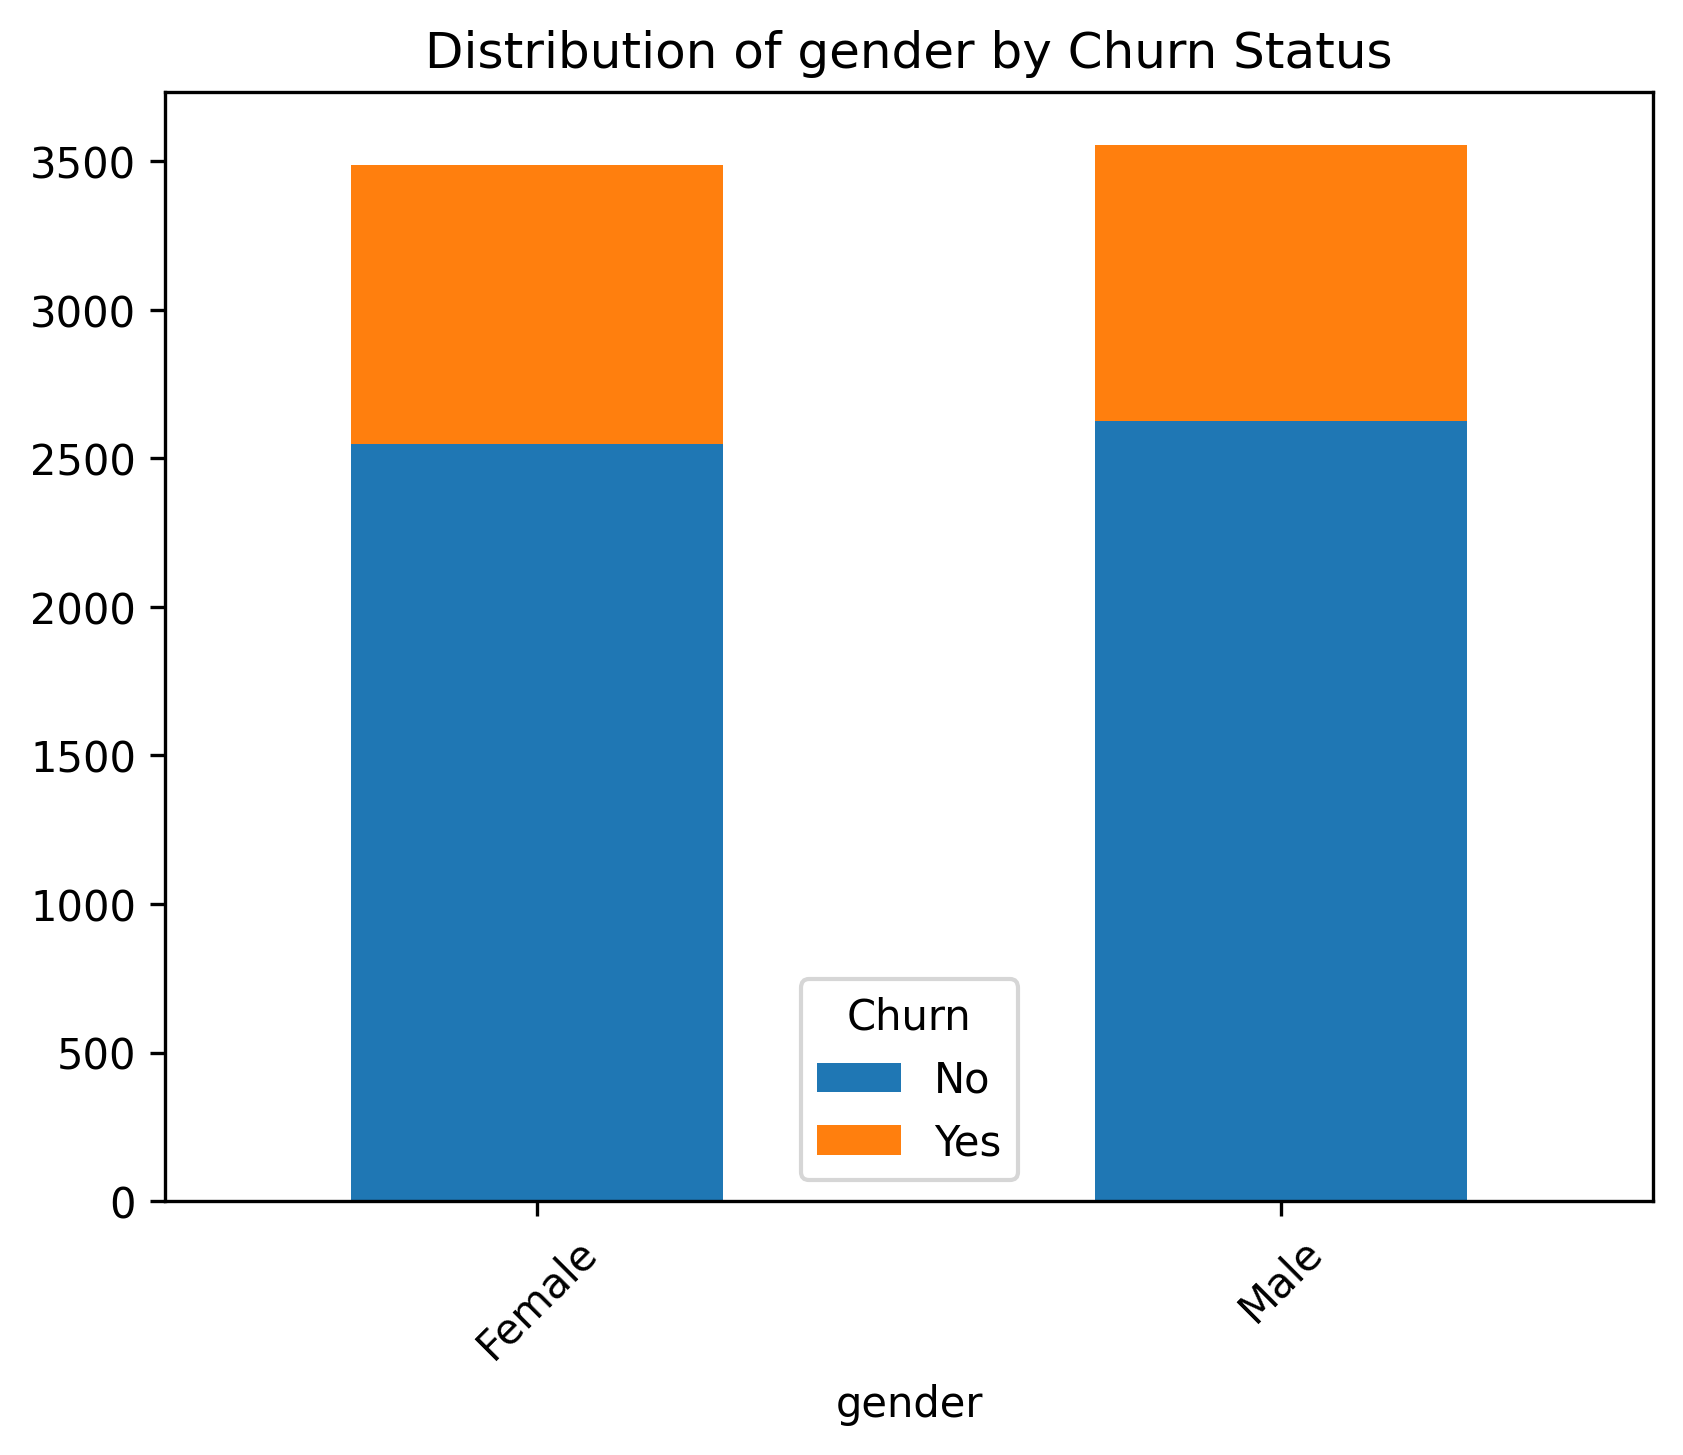 Distribution of gender by Churn Status
3500
3000
2500
2000
1500
1000
500
0
Churn
No
Yes
Female
Male
gender